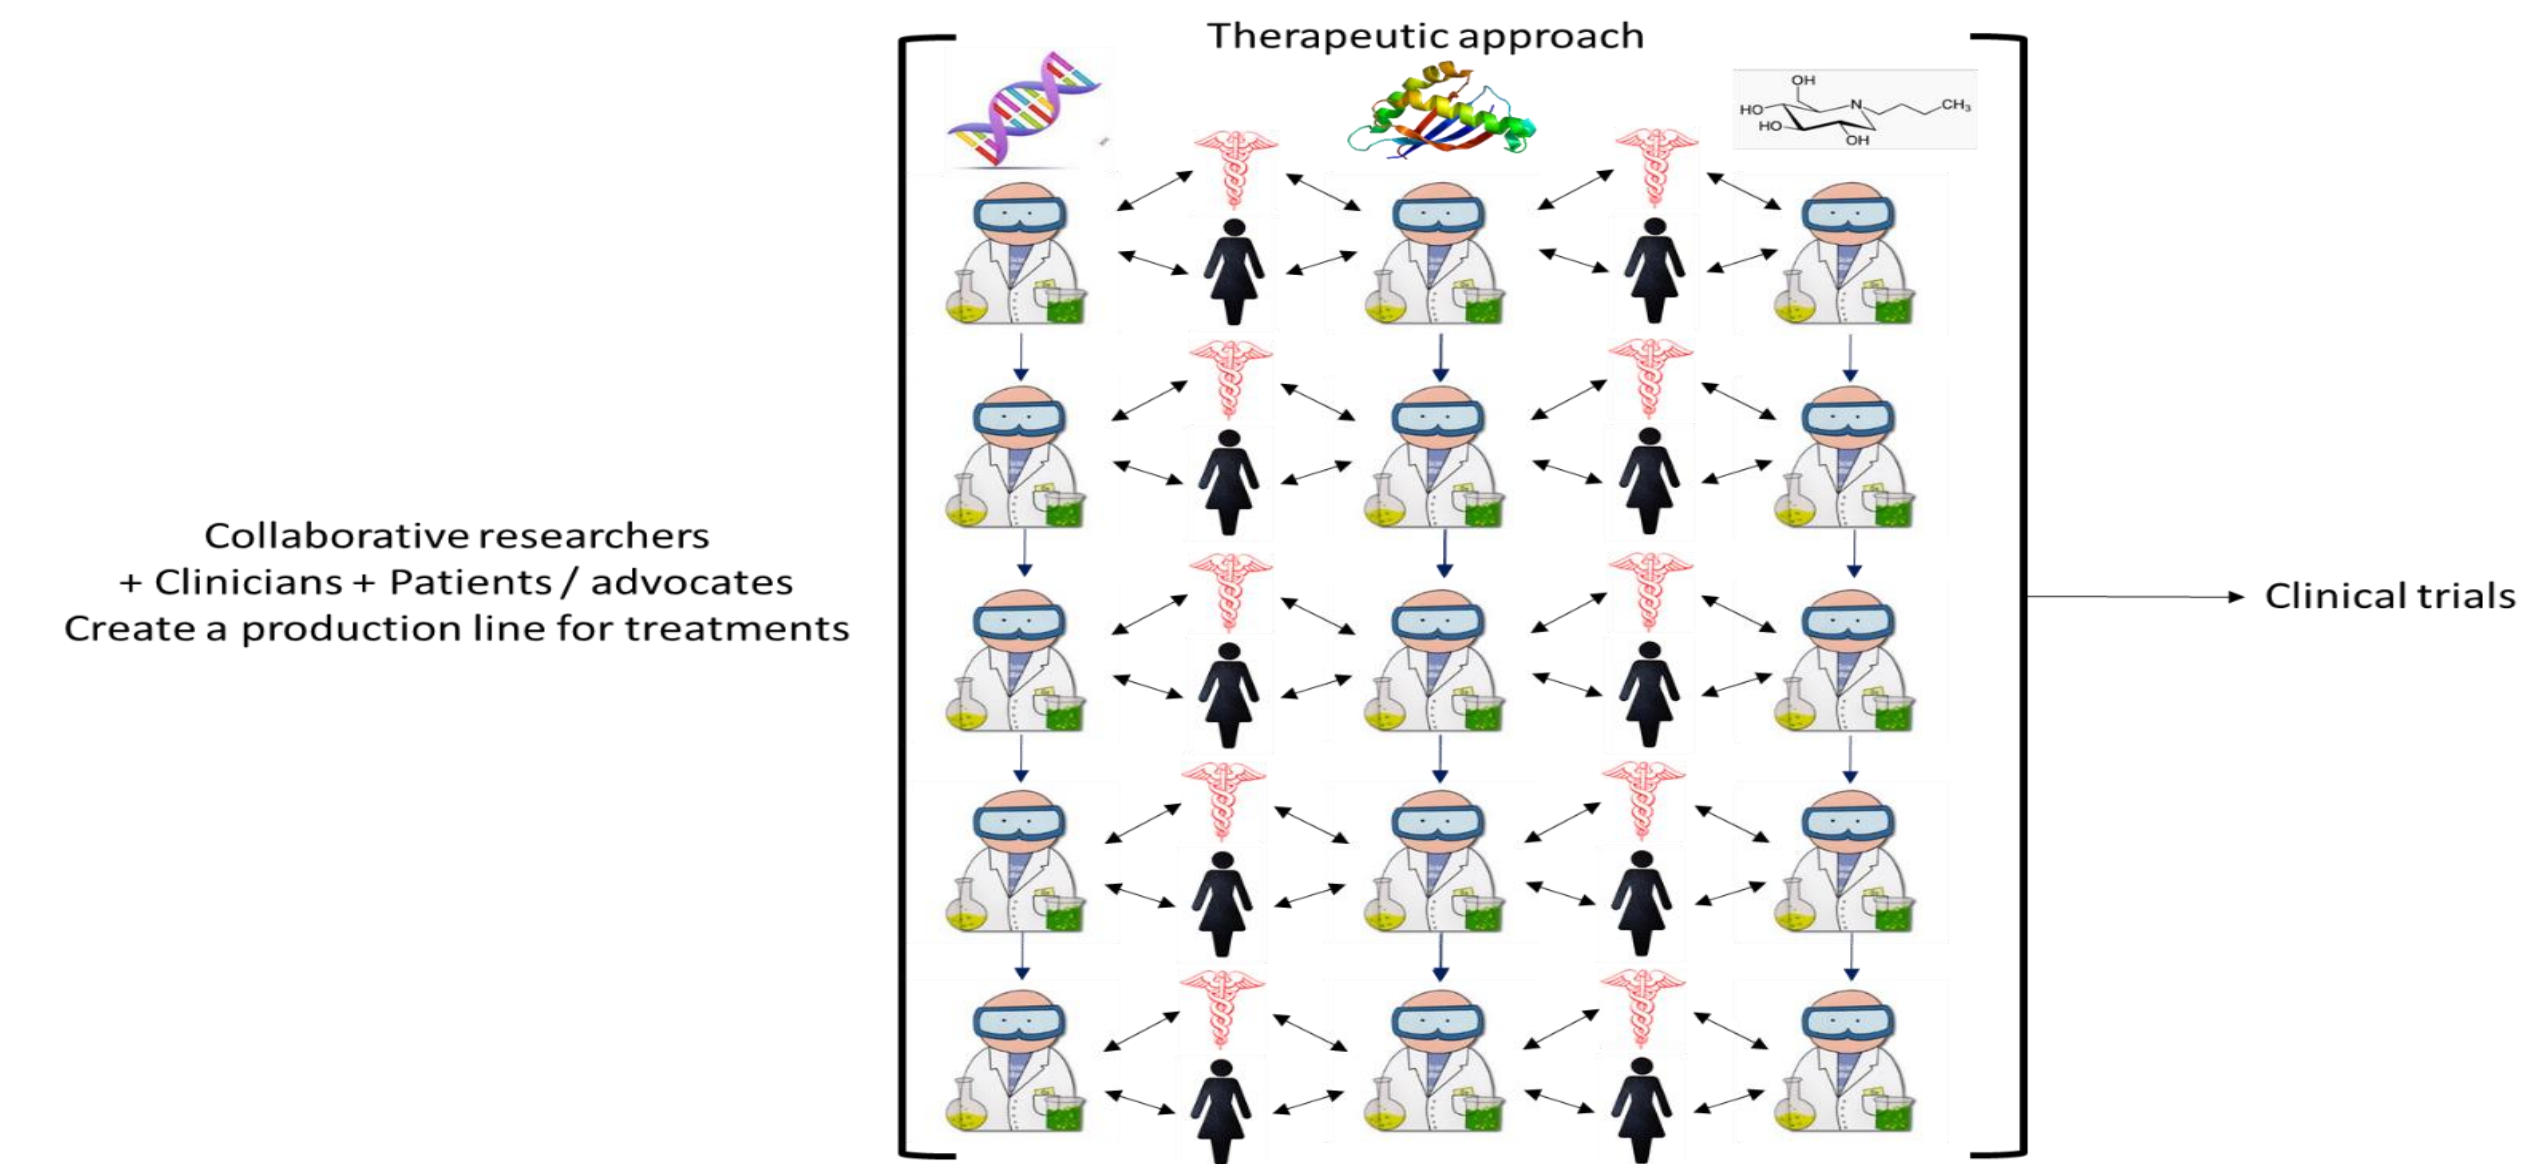 Therapeutic approach
OH
HO
N
CH₃
HO
OH
Collaborative researchers
+ Clinicians + Patients / advocates
Create a production line for treatments
Clinical trials